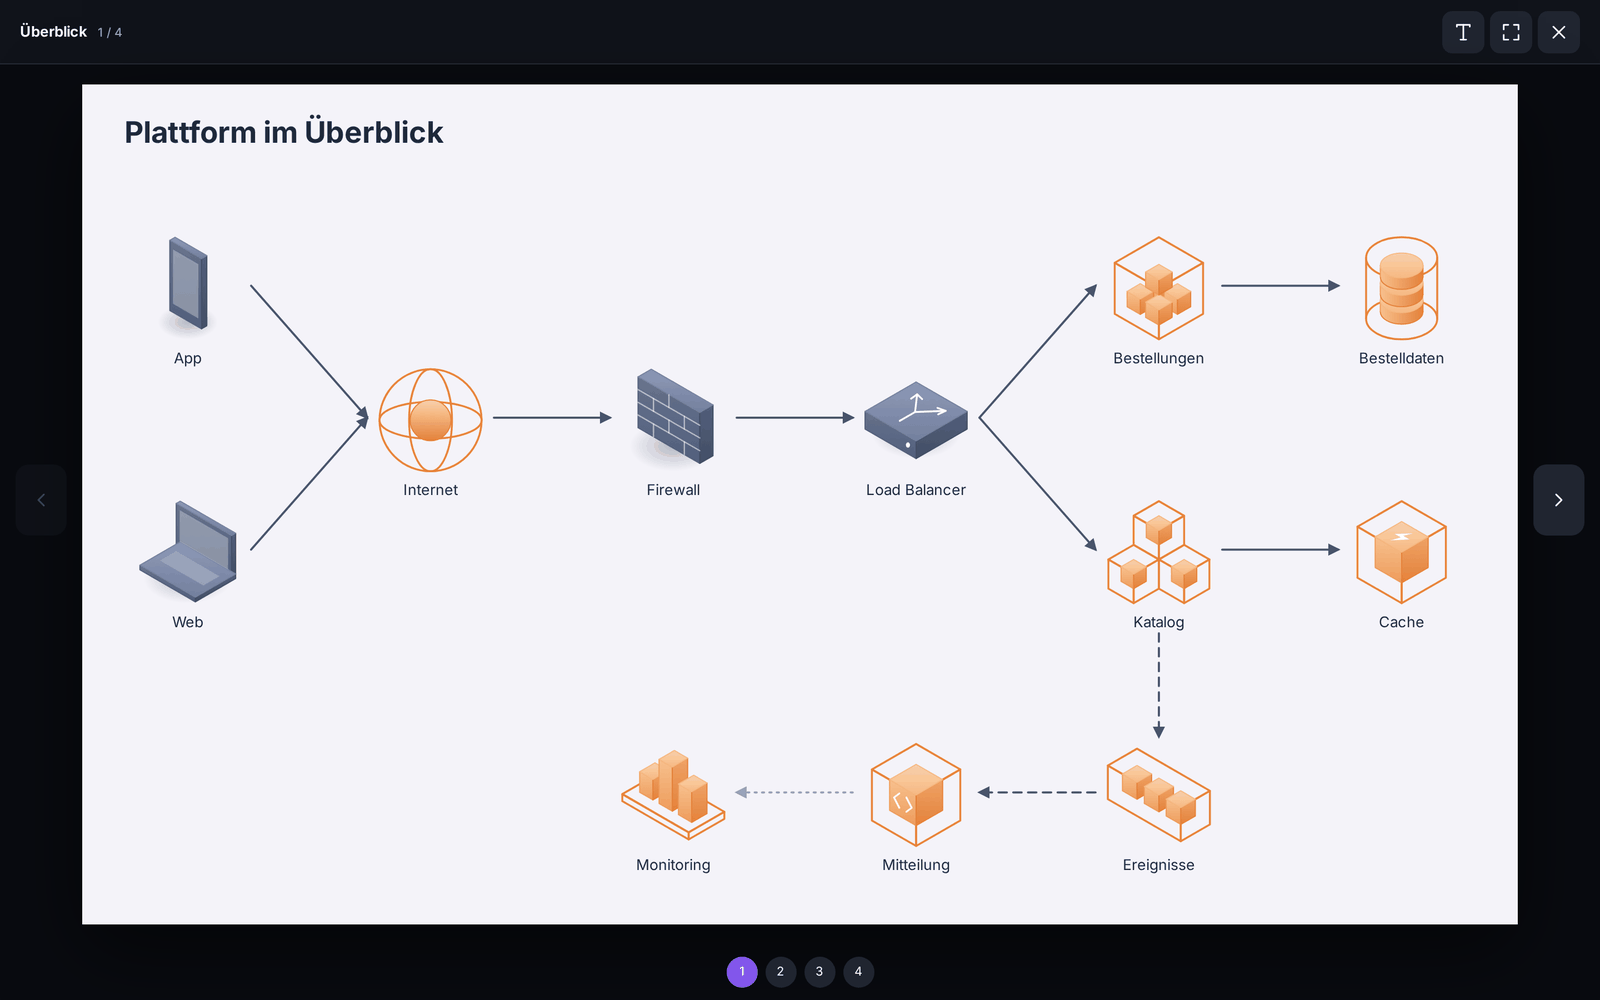 Überblick 1 / 4
Plattform im Überblick
App
Bestellungen
Bestelldaten
Internet
Firewall
Load Balancer
Web
Katalog
Cache
Monitoring
Mitteilung
Ereignisse
1 2 3 4